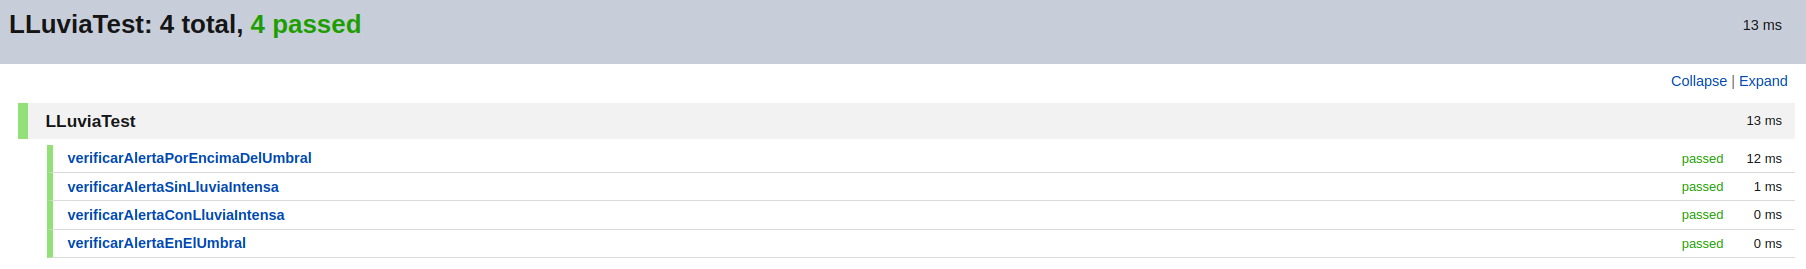 LLuviaTest: 4 total, 4 passed 13 ms
Collapse | Expand
LLuviaTest 13 ms
verificarAlertaPorEncimaDelUmbral passed 12 ms
verificarAlertaSinLluviaIntensa passed 1 ms
verificarAlertaConLluviaIntensa passed 0 ms
verificarAlertaEnElUmbral passed 0 ms